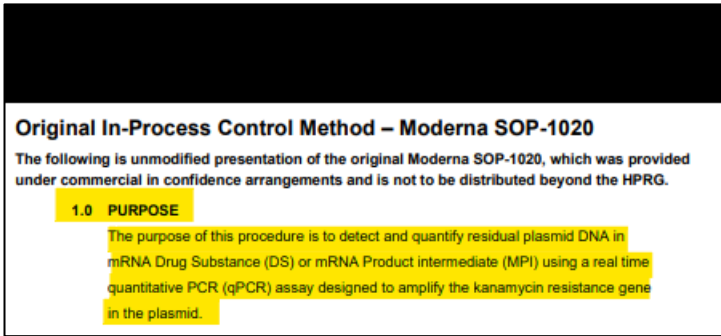 Original In-Process Control Method – Moderna SOP-1020
The following is unmodified presentation of the original Moderna SOP-1020, which was provided
under commercial in confidence arrangements and is not to be distributed beyond the HPRG.
1.0 PURPOSE
The purpose of this procedure is to detect and quantify residual plasmid DNA in
mRNA Drug Substance (DS) or mRNA Product intermediate (MPI) using a real time
quantitative PCR (qPCR) assay designed to amplify the kanamycin resistance gene
in the plasmid.